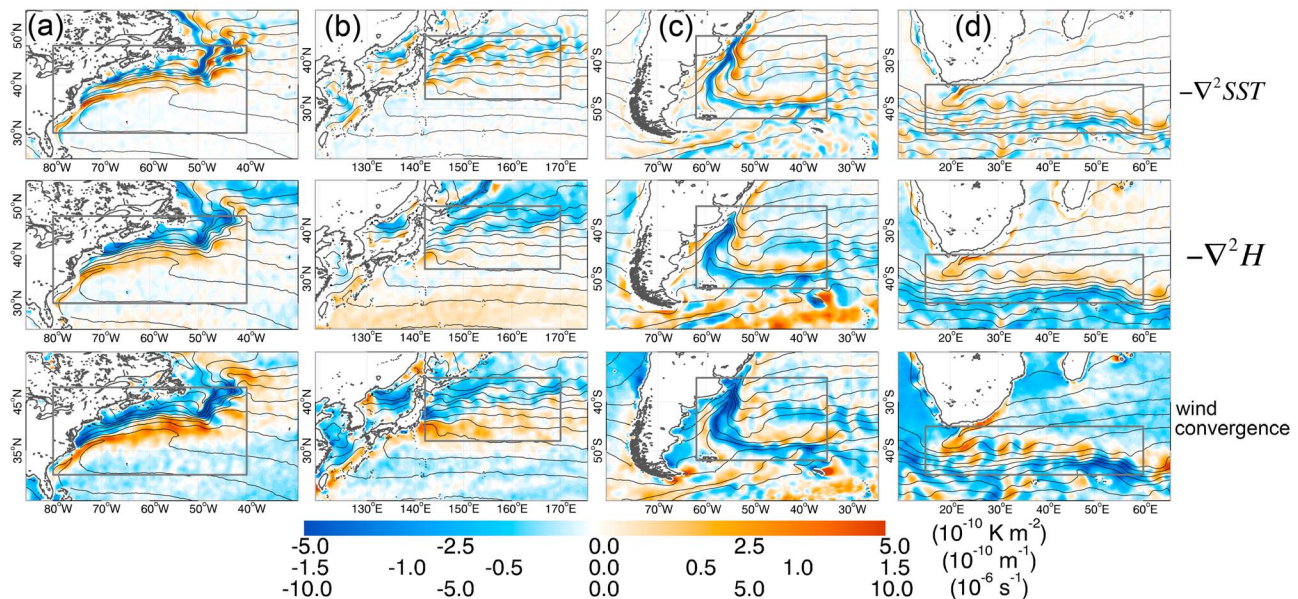 (a) (b) (c) (d)
50°N
40°N
30°N
40°N
30°N
40°S
50°S
30°S
40°S
−∇²SST
80°W 70°W 60°W 50°W 40°W
130°E 140°E 150°E 160°E 170°E
70°W 60°W 50°W 40°W 30°W
20°E 30°E 40°E 50°E 60°E
50°N
40°N
30°N
40°N
30°N
40°S
50°S
30°S
40°S
−∇²H
80°W 70°W 60°W 50°W 40°W
130°E 140°E 150°E 160°E 170°E
70°W 60°W 50°W 40°W 30°W
20°E 30°E 40°E 50°E 60°E
45°N
35°N
40°N
30°N
30°S
50°S
30°S
40°S
wind
convergence
80°W 70°W 60°W 50°W 40°W
130°E 140°E 150°E 160°E 170°E
70°W 60°W 50°W 40°W 30°W
20°E 30°E 40°E 50°E 60°E
-5.0 -2.5 0.0 2.5 5.0 (10⁻¹⁰ K m⁻²)
-1.5 -1.0 -0.5 0.0 0.5 1.0 1.5 (10⁻¹⁰ m⁻¹)
-10.0 -5.0 0.0 5.0 10.0 (10⁻⁶ s⁻¹)